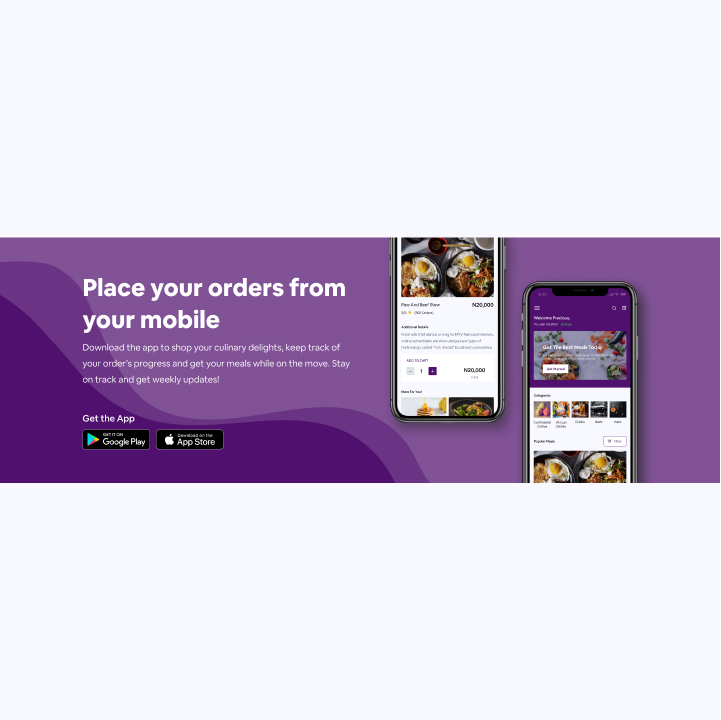 Place your orders from
your mobile
Download the app to shop your culinary delights, keep track of
your order's progress and get your meals while on the move. Stay
on track and get weekly updates!
Get the App
GET IT ON
Google Play
Download on the
App Store
Rice And Beef Stew
N20,000
Additional Details
ADD TO CART
- 1 +
N20,000
More For You!
Welcome Precious,
Get The Best Meals Today
Get Started
Categories
Continental
Dishes
African
Dishes
Popular Meals
Filter